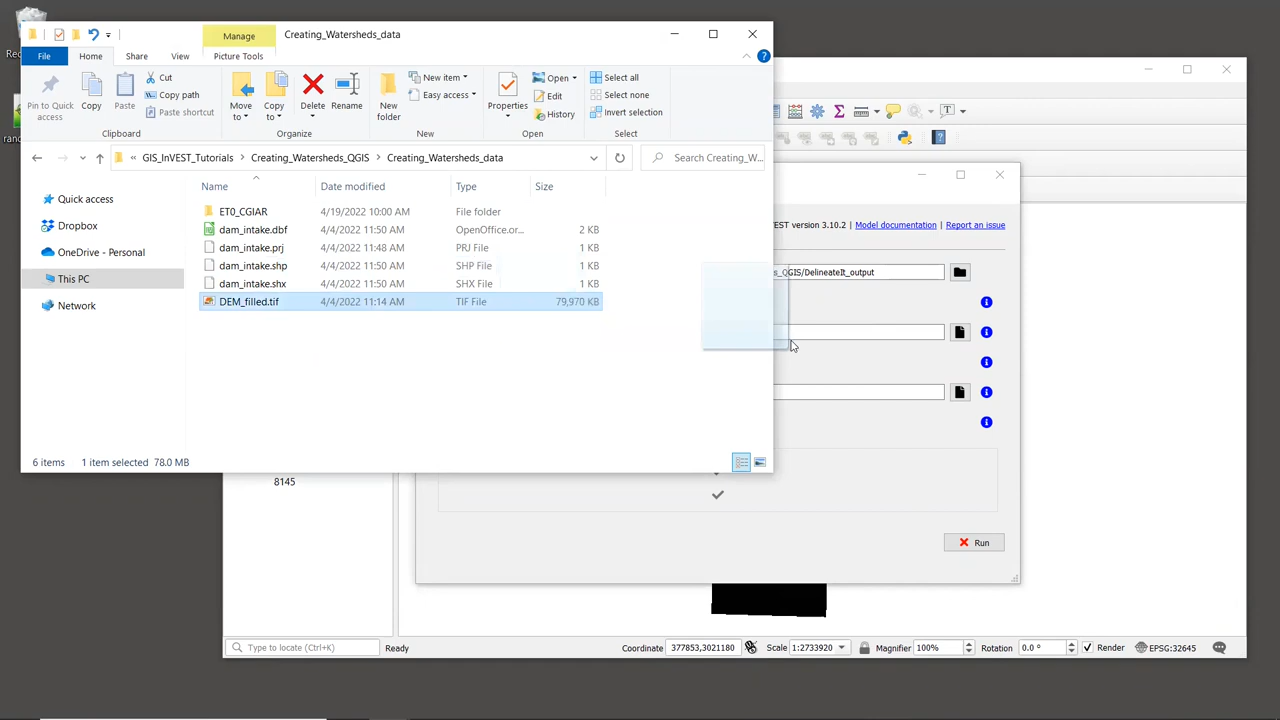 Rec
rand
Manage
Creating_Watersheds_data
File
Home
Share
View
Picture Tools
Pin to Quick access
Copy
Paste
Cut
Copy path
Paste shortcut
Clipboard
Move to
Copy to
Delete
Rename
Organize
New folder
New item
Easy access
New
Properties
Open
Edit
History
Open
Select all
Select none
Invert selection
Select
« GIS_InVEST_Tutorials > Creating_Watersheds_QGIS > Creating_Watersheds_data
Search Creating_W...
Quick access
Dropbox
OneDrive - Personal
This PC
Network
Name Date modified Type Size
ET0_CGIAR 4/19/2022 10:00 AM File folder
dam_intake.dbf 4/4/2022 11:50 AM OpenOffice.or... 2 KB
dam_intake.prj 4/4/2022 11:48 AM PRJ File 1 KB
dam_intake.shp 4/4/2022 11:50 AM SHP File 1 KB
dam_intake.shx 4/4/2022 11:50 AM SHX File 1 KB
DEM_filled.tif 4/4/2022 11:14 AM TIF File 79,970 KB
6 items 1 item selected 78.0 MB
EST version 3.10.2 | Model documentation | Report an issue
s_QGIS/DelineateIt_output
Run
8145
Type to locate (Ctrl+K)
Ready
Coordinate 377853,3021180
Scale 1:2733920
Magnifier 100%
Rotation 0.0 °
Render
EPSG:32645